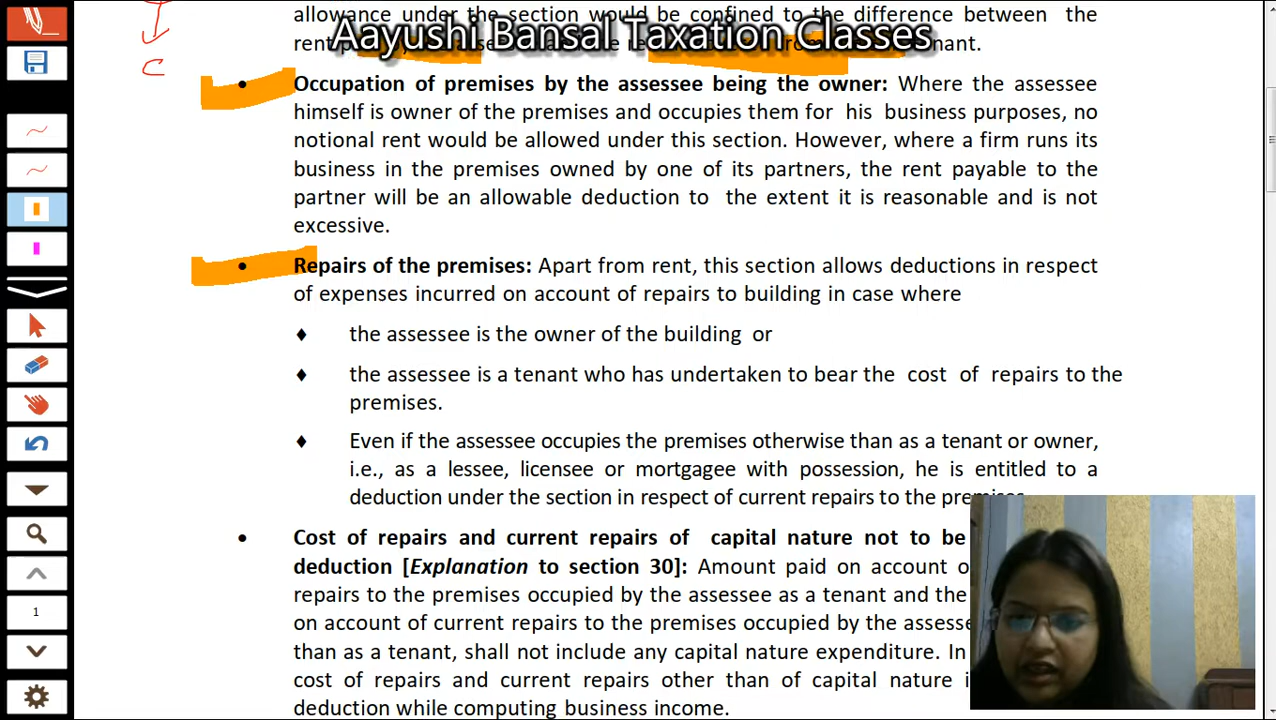 allowance under the section would be confined to the difference between the
Aayushi Bansal Taxation Classes
rent
• Occupation of premises by the assessee being the owner: Where the assessee
himself is owner of the premises and occupies them for his business purposes, no
notional rent would be allowed under this section. However, where a firm runs its
business in the premises owned by one of its partners, the rent payable to the
partner will be an allowable deduction to the extent it is reasonable and is not
excessive.
• Repairs of the premises: Apart from rent, this section allows deductions in respect
of expenses incurred on account of repairs to building in case where
♦ the assessee is the owner of the building or
♦ the assessee is a tenant who has undertaken to bear the cost of repairs to the
premises.
♦ Even if the assessee occupies the premises otherwise than as a tenant or owner,
i.e., as a lessee, licensee or mortgagee with possession, he is entitled to a
deduction under the section in respect of current repairs to the premises
• Cost of repairs and current repairs of capital nature not to be
deduction [Explanation to section 30]: Amount paid on account o
repairs to the premises occupied by the assessee as a tenant and the
on account of current repairs to the premises occupied by the assesse
than as a tenant, shall not include any capital nature expenditure. In
cost of repairs and current repairs other than of capital nature i
deduction while computing business income.
C
1